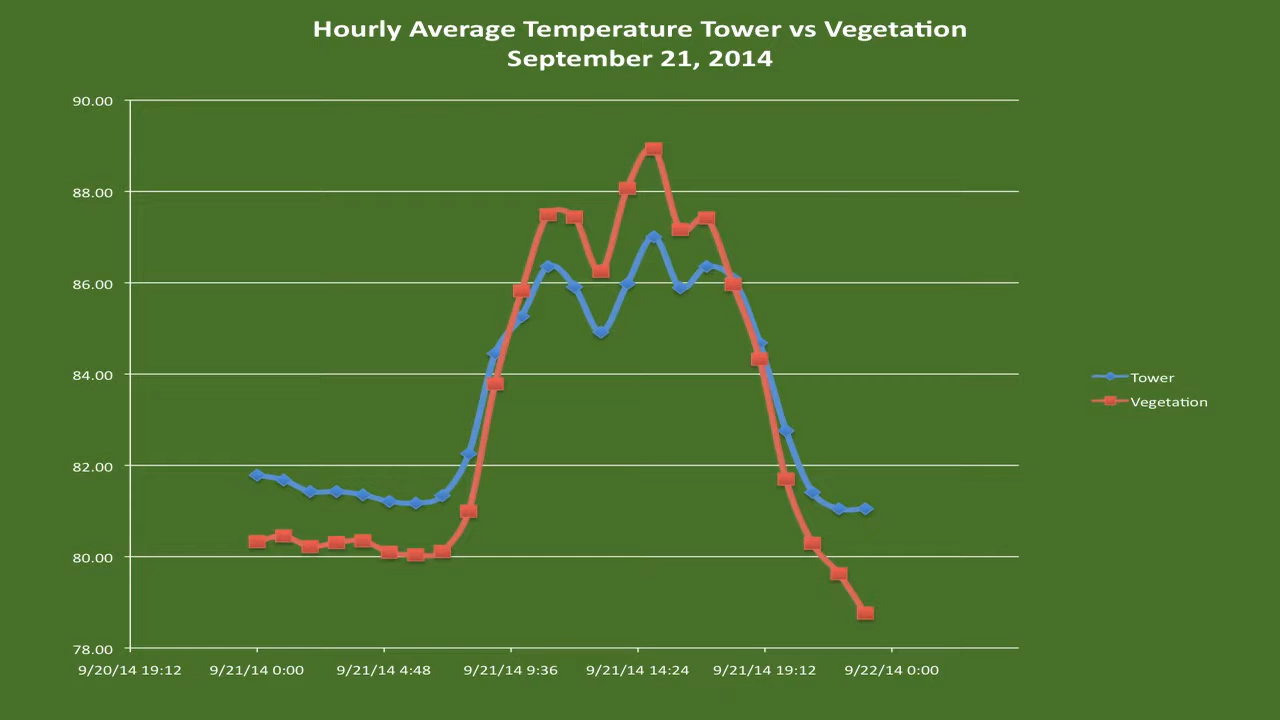 Hourly Average Temperature Tower vs Vegetation
September 21, 2014
90.00
88.00
86.00
84.00
82.00
80.00
78.00
9/20/14 19:12 9/21/14 0:00 9/21/14 4:48 9/21/14 9:36 9/21/14 14:24 9/21/14 19:12 9/22/14 0:00
Tower
Vegetation